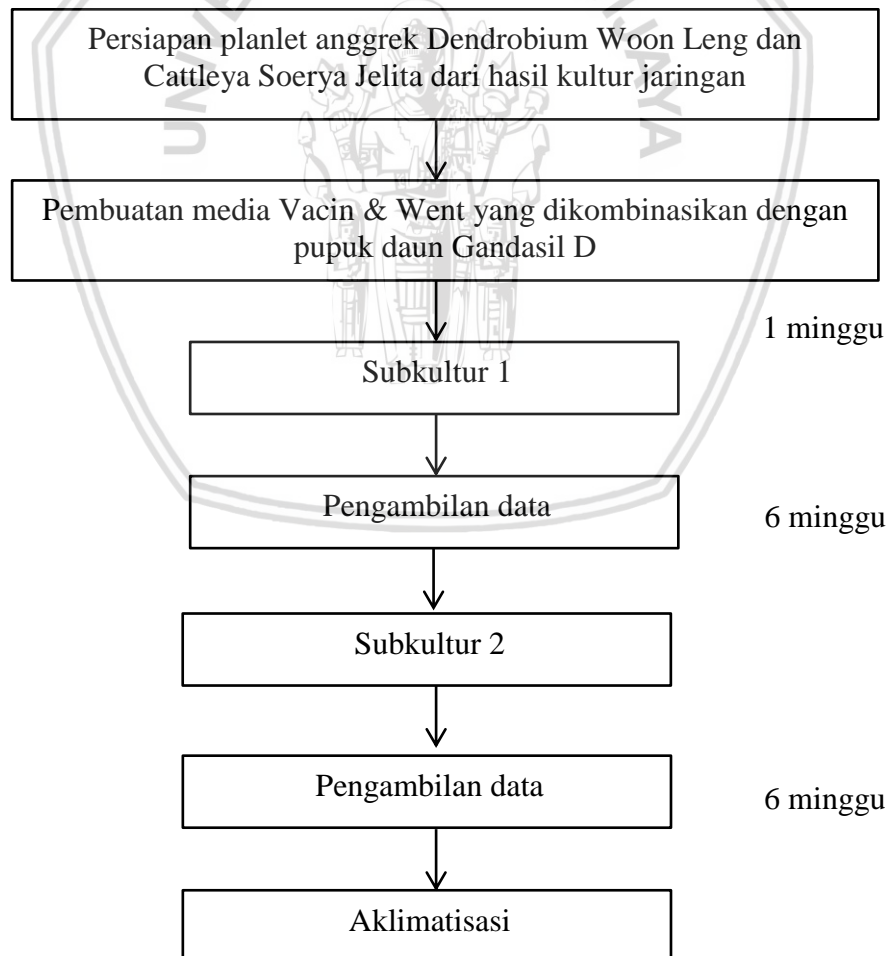 Persiapan planlet anggrek Dendrobium Woon Leng dan
Cattleya Soerya Jelita dari hasil kultur jaringan
Pembuatan media Vacin & Went yang dikombinasikan dengan
pupuk daun Gandasil D
1 minggu
Subkultur 1
Pengambilan data
6 minggu
Subkultur 2
Pengambilan data
6 minggu
Aklimatisasi